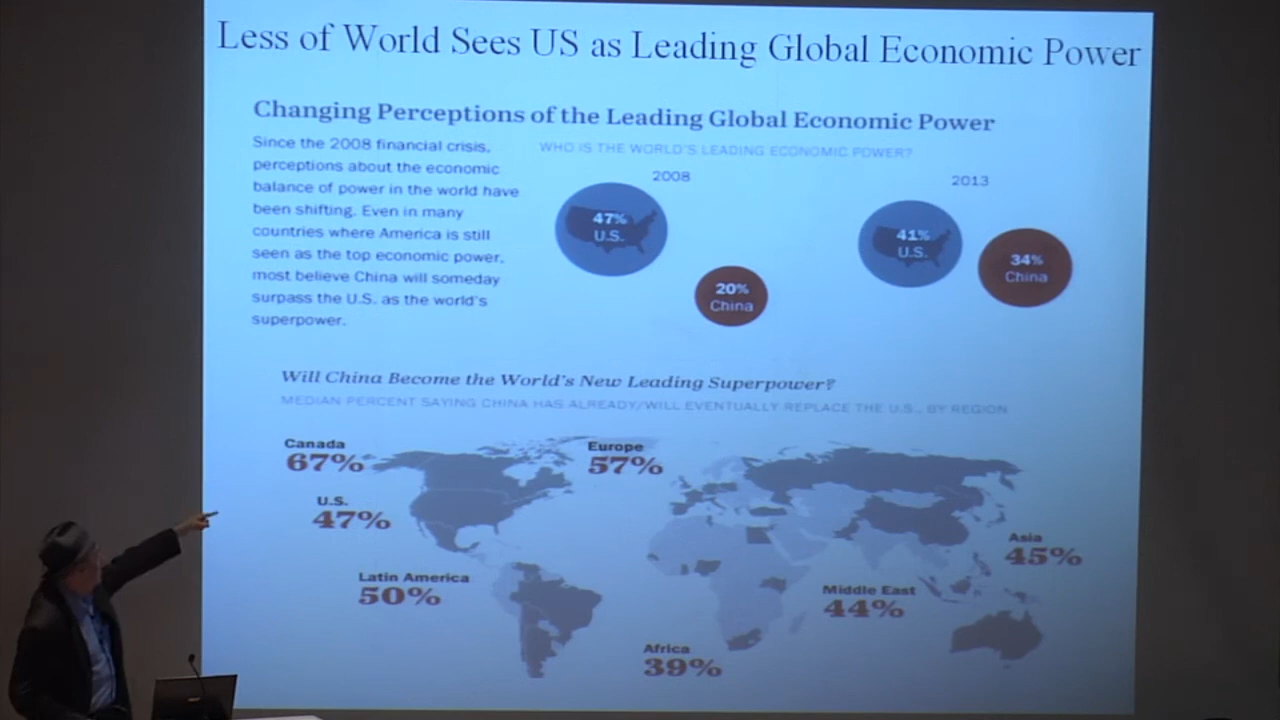 Less of World Sees US as Leading Global Economic Power
Changing Perceptions of the Leading Global Economic Power
Since the 2008 financial crisis,
perceptions about the economic
balance of power in the world have
been shifting. Even in many
countries where America is still
seen as the top economic power,
most believe China will someday
surpass the U.S. as the world's
superpower.
WHO IS THE WORLD'S LEADING ECONOMIC POWER?
2008
47%
U.S.
20%
China
2013
41%
U.S.
34%
China
Will China Become the World's New Leading Superpower?
MEDIAN PERCENT SAYING CHINA HAS ALREADY/WILL EVENTUALLY REPLACE THE U.S., BY REGION
Canada
67%
Europe
57%
U.S.
47%
Asia
45%
Latin America
50%
Middle East
44%
Africa
39%